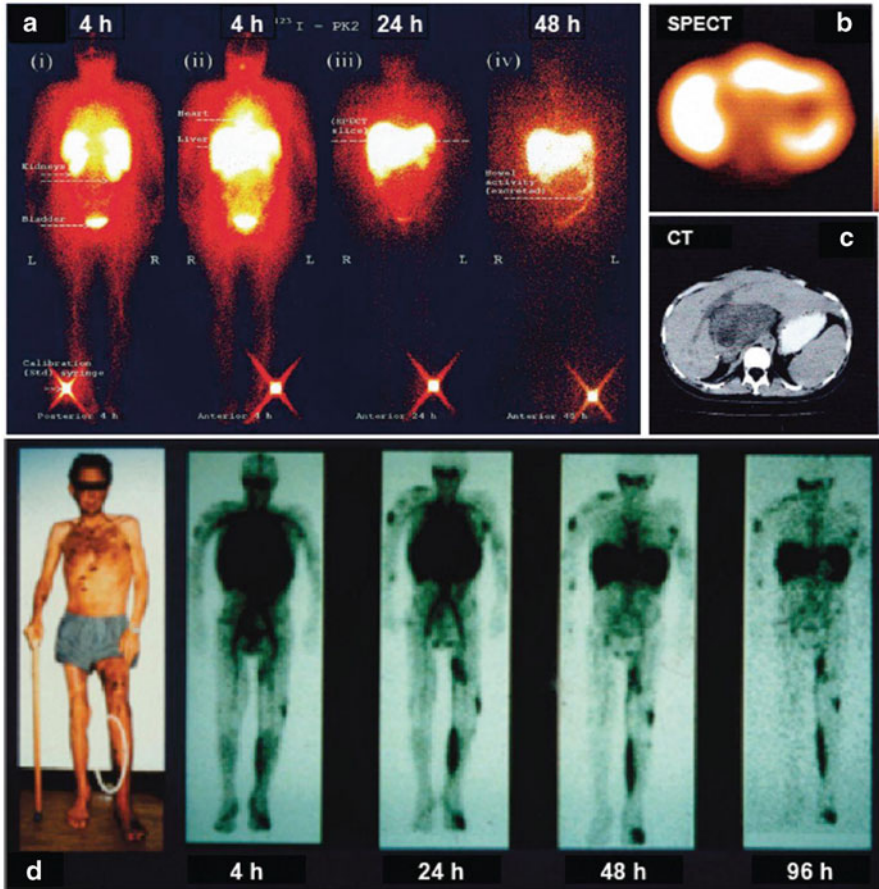 a
4 h
4 h
24 h
48 h
¹²³I – PK2
(i)
(ii)
(iii)
(iv)
Heart
Liver
(SPECT
slice)
Kidneys
Bowel
activity
(excreted)
Bladder
L
R
R
L
R
L
R
L
Calibration
(Std) syringe
Posterior 4 h
Anterior 4 h
Anterior 24 h
Anterior 48 h
SPECT
b
CT
c
d
4 h
24 h
48 h
96 h